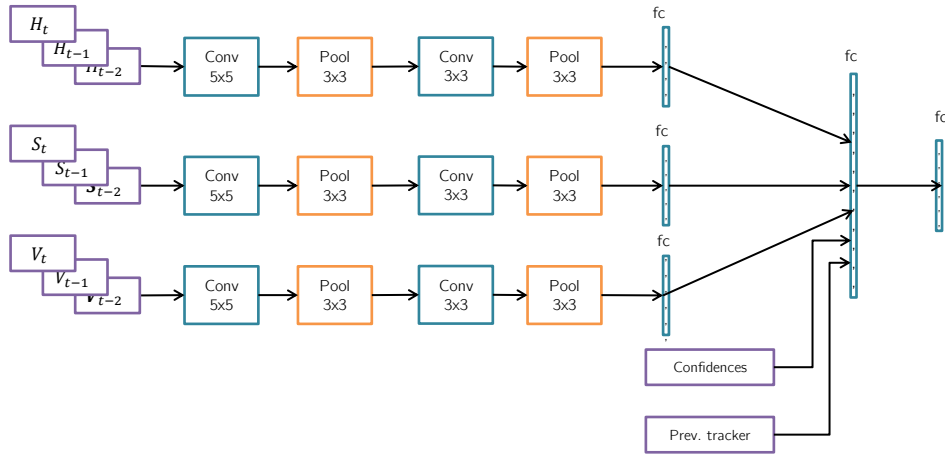 H_t
H_{t-1}
H_{t-2}
Conv
5x5
Pool
3x3
Conv
3x3
Pool
3x3
fc
fc
fc
S_t
S_{t-1}
S_{t-2}
Conv
5x5
Pool
3x3
Conv
3x3
Pool
3x3
fc
V_t
V_{t-1}
V_{t-2}
Conv
5x5
Pool
3x3
Conv
3x3
Pool
3x3
fc
Confidences
Prev. tracker